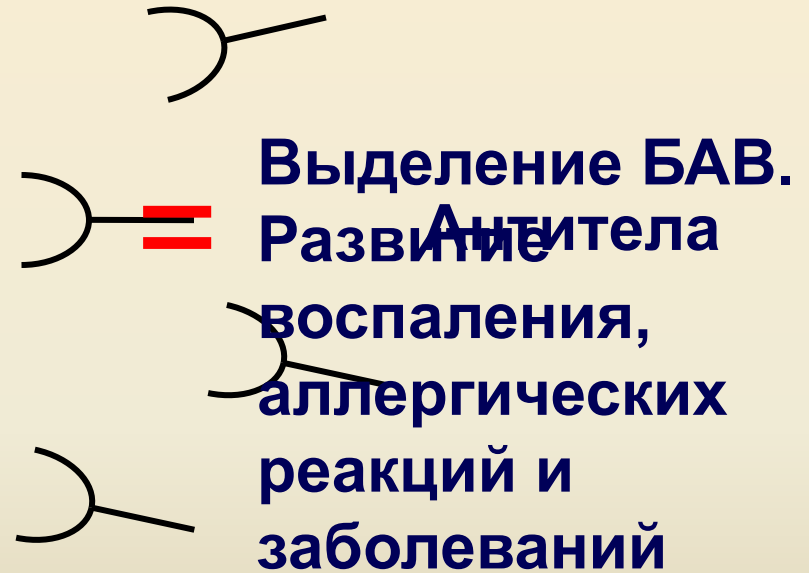 Выделение БАВ.
Антитела
Развитие
воспаления,
аллергических
реакций и
заболеваний
=